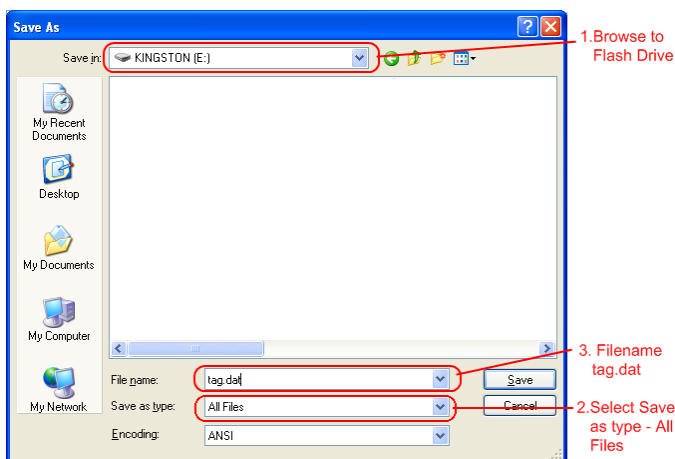 Save As
Save in:
KINGSTON (E:)
1.Browse to
Flash Drive
My Recent
Documents
Desktop
My Documents
My Computer
My Network
File name:
tag.dat
Save
3. Filename
tag.dat
Save as type:
All Files
Cancel
2.Select Save
as type - All
Files
Encoding:
ANSI